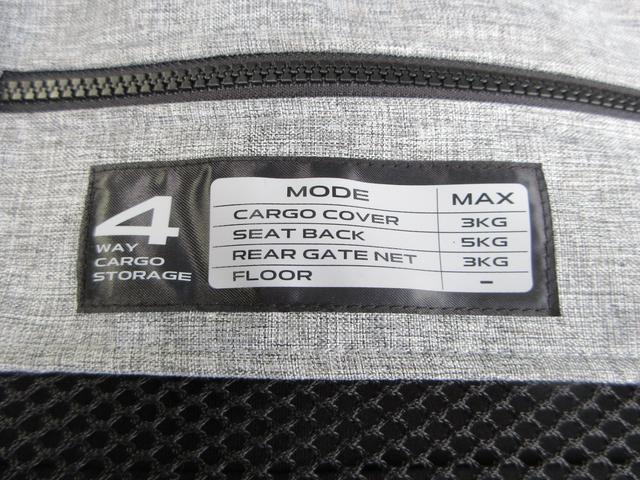 4
WAY
CARGO
STORAGE
MODE MAX
CARGO COVER 3KG
SEAT BACK 5KG
REAR GATE NET 3KG
FLOOR –